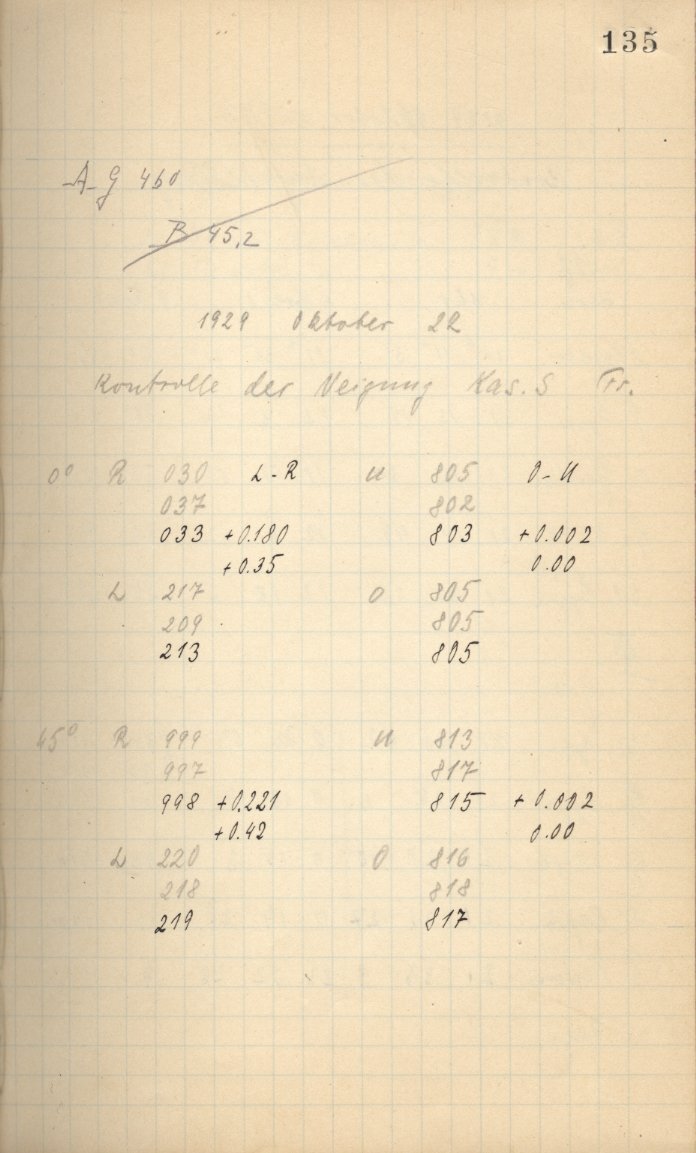 135
A G 460
B 45.2
1929 Oktober 22
Kontrolle der Neigung Kas. S Fr.
0° R 030 L-R U 805 O-U
037 802
033 +0.180 803 +0.002
+0.35 0.00
L 217 O 805
209 805
213 805
45° R 999 U 813
997 817
998 +0.221 815 +0.002
+0.42 0.00
L 220 O 816
218 818
219 817